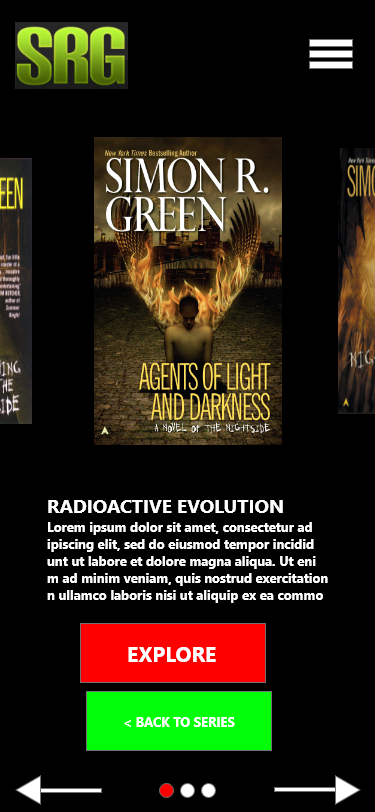 SRG
New York Times Bestselling Author
SIMON R.
GREEN
AGENTS OF LIGHT
AND DARKNESS
A NOVEL OF THE NIGHTSIDE
RADIOACTIVE EVOLUTION
Lorem ipsum dolor sit amet, consectetur ad
ipiscing elit, sed do eiusmod tempor incidid
unt ut labore et dolore magna aliqua. Ut eni
m ad minim veniam, quis nostrud exercitation
n ullamco laboris nisi ut aliquip ex ea commo
EXPLORE
< BACK TO SERIES